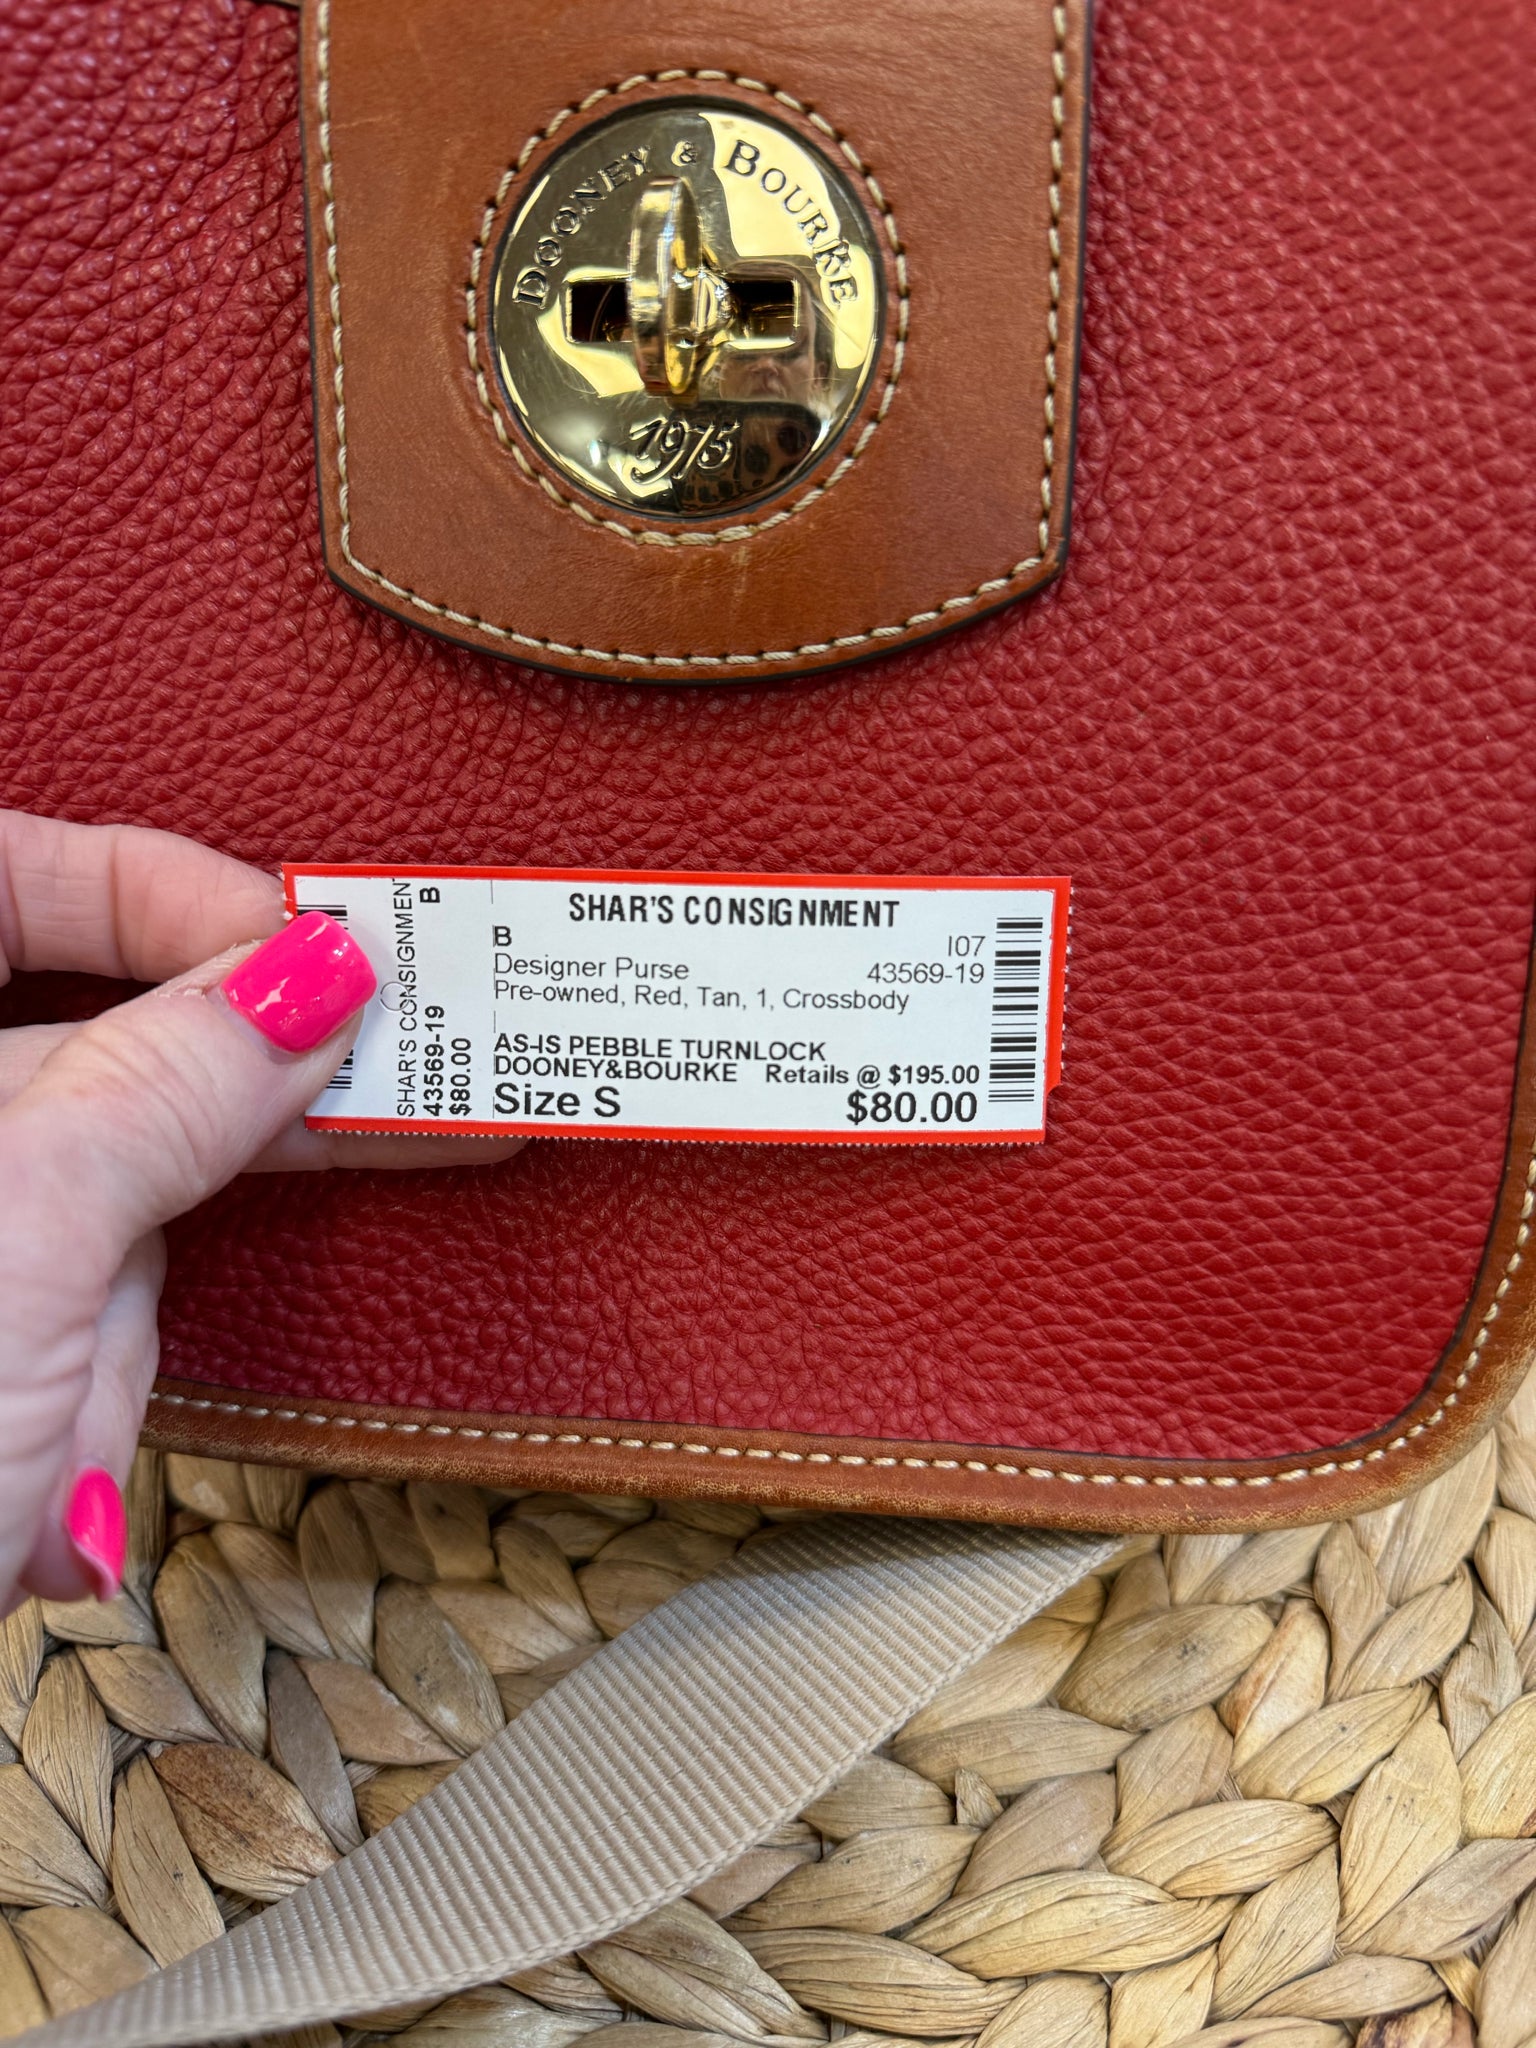 DOONEY & BOURKE
1975
SHAR'S CONSIGNMEN
B
43569-19
$80.00
SHAR'S CONSIGNMENT
B
I07
Designer Purse 43569-19
Pre-owned, Red, Tan, 1, Crossbody
AS-IS PEBBLE TURNLOCK
DOONEY&BOURKE Retails @ $195.00
Size S $80.00